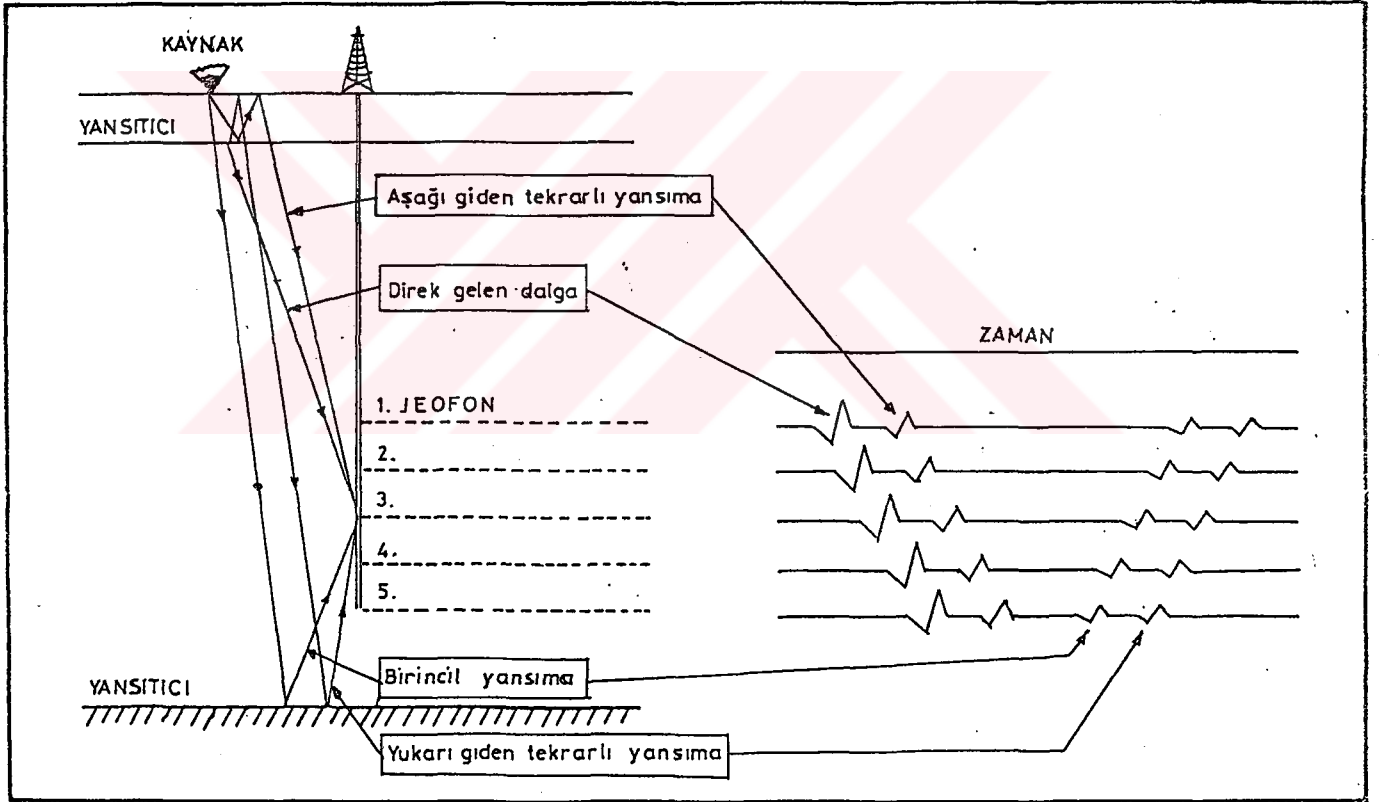 KAYNAK
YANSITICI
Aşağı giden tekrarlı yansıma
Direk gelen dalga
ZAMAN
1. JEOFON
2.
3.
4.
5.
Birincil yansıma
YANSITICI
Yukarı giden tekrarlı yansıma